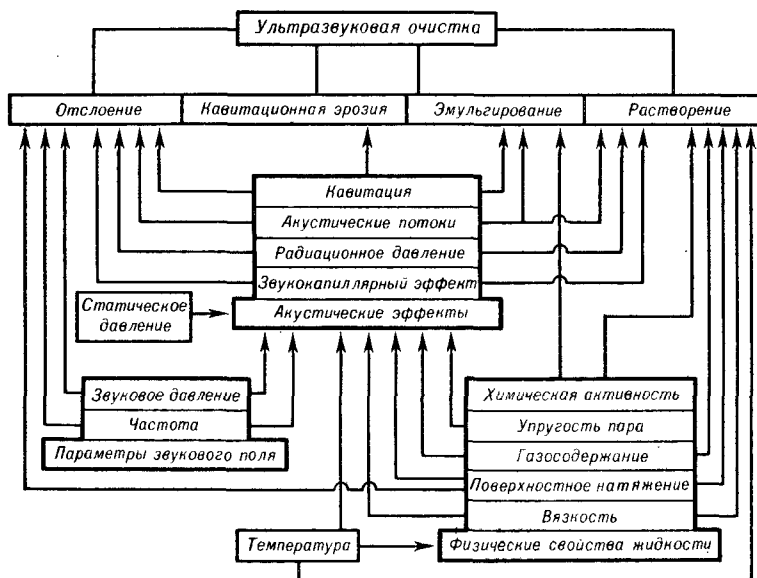 Ультразвуковая очистка
Отслоение
Кавитационная эрозия
Эмульгирование
Растворение
Кавитация
Акустические потоки
Радиационное давление
Звукокапиллярный эффект
Акустические эффекты
Статическое
давление
Звуковое давление
Частота
Параметры звукового поля
Химическая активность
Упругость пара
Газосодержание
Поверхностное натяжение
Вязкость
Физические свойства жидкости
Температура